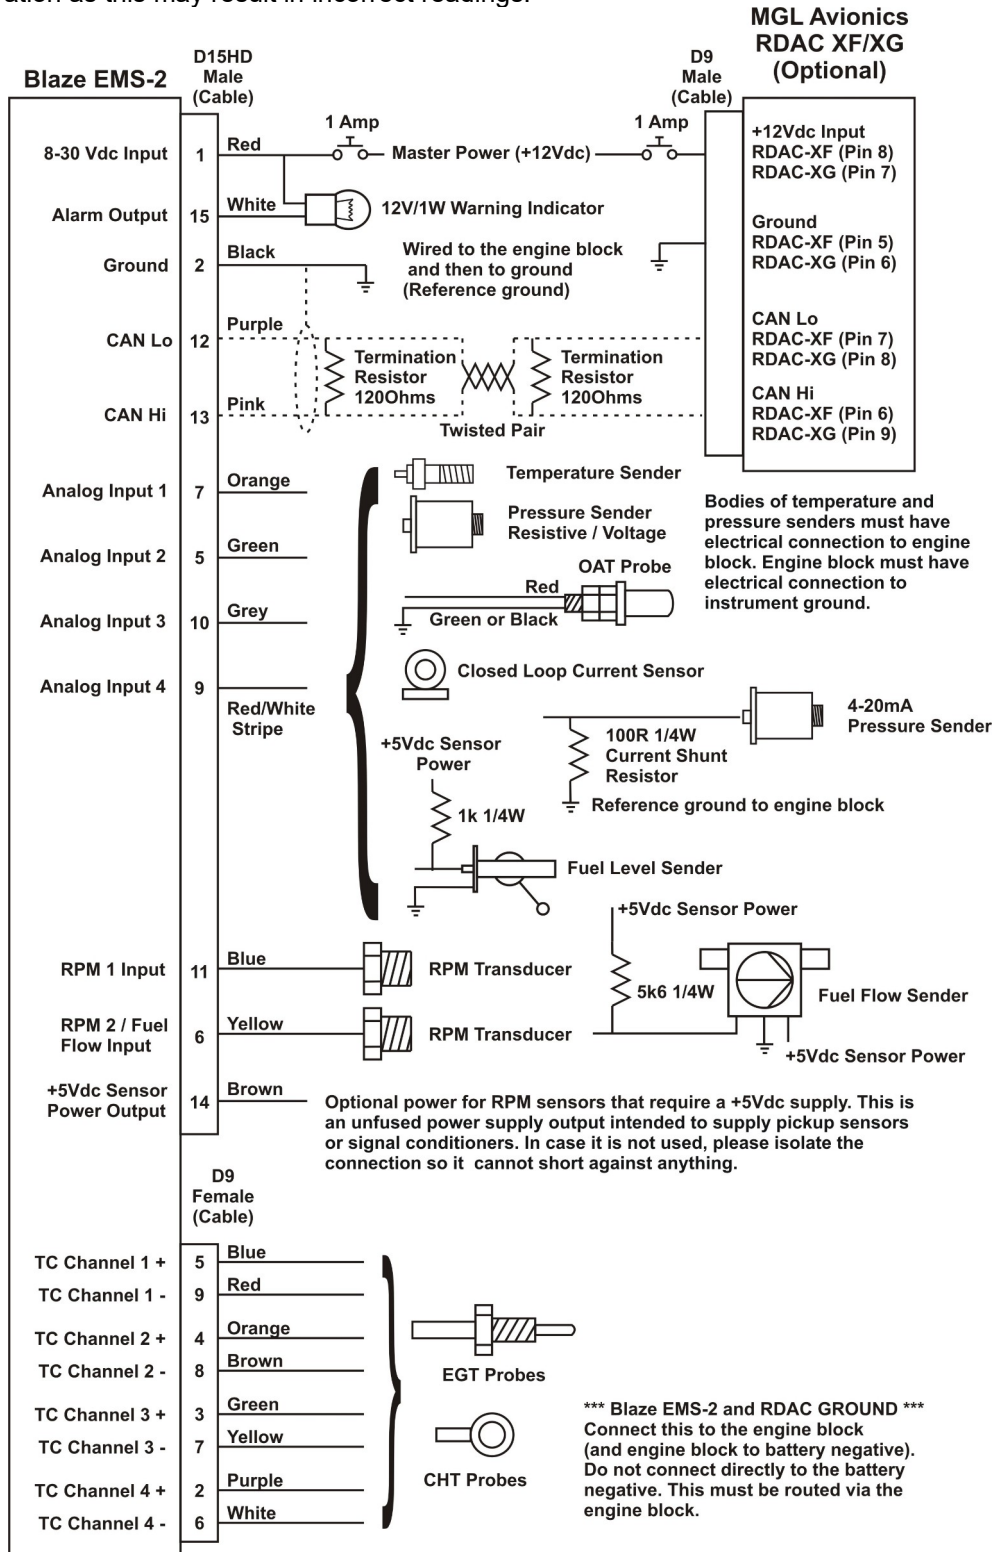 ation as this may result in incorrect readings.
MGL Avionics
RDAC XF/XG
(Optional)
D15HD
Male
(Cable)
D9
Male
(Cable)
Blaze EMS-2
1 Amp
1 Amp
8-30 Vdc Input
1
Red
Master Power (+12Vdc)
+12Vdc Input
RDAC-XF (Pin 8)
RDAC-XG (Pin 7)
Alarm Output
15
White
12V/1W Warning Indicator
Ground
2
Black
Wired to the engine block
and then to ground
(Reference ground)
Ground
RDAC-XF (Pin 5)
RDAC-XG (Pin 6)
CAN Lo
12
Purple
Termination
Resistor
120Ohms
Termination
Resistor
120Ohms
CAN Lo
RDAC-XF (Pin 7)
RDAC-XG (Pin 8)
CAN Hi
13
Pink
Twisted Pair
CAN Hi
RDAC-XF (Pin 6)
RDAC-XG (Pin 9)
Analog Input 1
7
Orange
Temperature Sender
Pressure Sender
Resistive / Voltage
Bodies of temperature and
pressure senders must have
electrical connection to engine
block. Engine block must have
electrical connection to
instrument ground.
Analog Input 2
5
Green
OAT Probe
Red
Green or Black
Analog Input 3
10
Grey
Closed Loop Current Sensor
Analog Input 4
9
Red/White
Stripe
4-20mA
Pressure Sender
100R 1/4W
Current Shunt
Resistor
Reference ground to engine block
+5Vdc Sensor
Power
1k 1/4W
Fuel Level Sender
+5Vdc Sensor Power
RPM 1 Input
11
Blue
RPM Transducer
5k6 1/4W
Fuel Flow Sender
RPM 2 / Fuel
Flow Input
6
Yellow
RPM Transducer
+5Vdc Sensor Power
+5Vdc Sensor
Power Output
14
Brown
Optional power for RPM sensors that require a +5Vdc supply. This is
an unfused power supply output intended to supply pickup sensors
or signal conditioners. In case it is not used, please isolate the
connection so it cannot short against anything.
D9
Female
(Cable)
TC Channel 1 +
5
Blue
TC Channel 1 -
9
Red
TC Channel 2 +
4
Orange
TC Channel 2 -
8
Brown
TC Channel 3 +
3
Green
TC Channel 3 -
7
Yellow
TC Channel 4 +
2
Purple
TC Channel 4 -
6
White
EGT Probes
CHT Probes
*** Blaze EMS-2 and RDAC GROUND ***
Connect this to the engine block
(and engine block to battery negative).
Do not connect directly to the battery
negative. This must be routed via the
engine block.